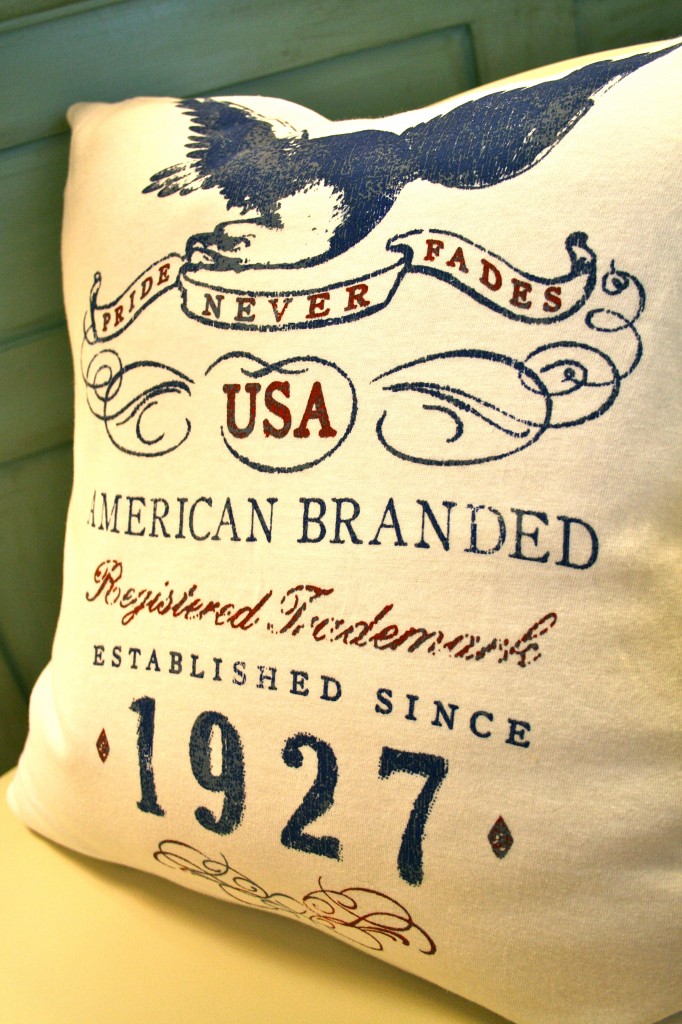 PRIDE NEVER FADES
USA
AMERICAN BRANDED
Registered Trademark
ESTABLISHED SINCE
1927